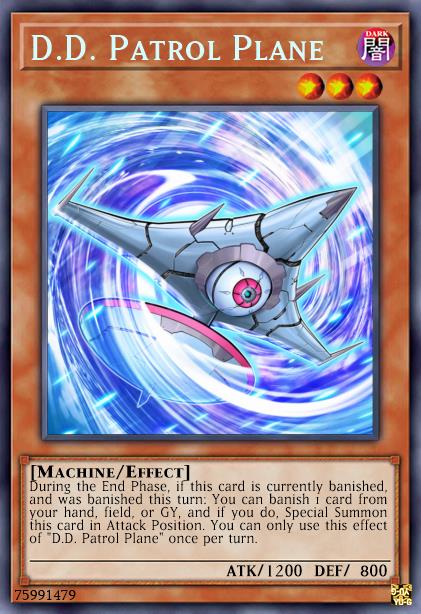 D.D. Patrol Plane
DARK
闇
[Machine/Effect]
During the End Phase, if this card is currently banished,
and was banished this turn: You can banish 1 card from
your hand, field, or GY, and if you do, Special Summon
this card in Attack Position. You can only use this effect
of "D.D. Patrol Plane" once per turn.
ATK/1200 DEF/ 800
75991479